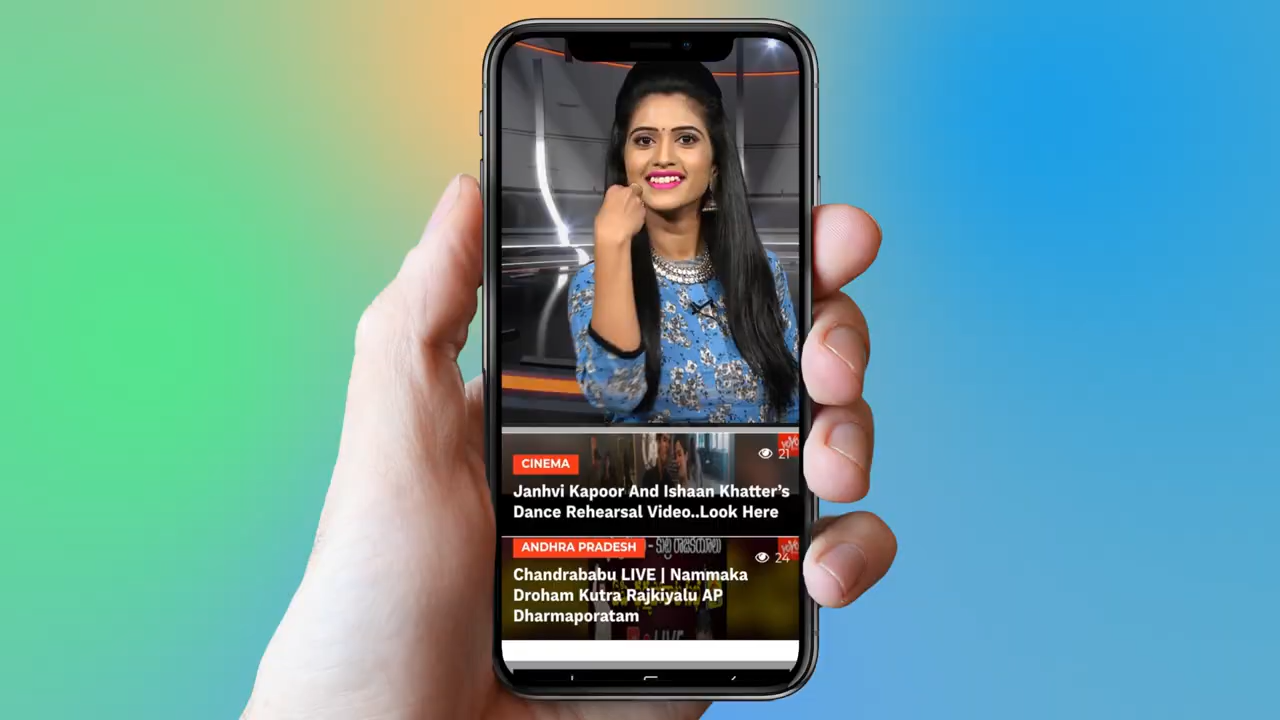 21
CINEMA
Janhvi Kapoor And Ishaan Khatter's
Dance Rehearsal Video..Look Here
ANDHRA PRADESH
24
Chandrababu LIVE | Nammaka
Droham Kutra Rajkiyalu AP
Dharmaporatam
LIVE